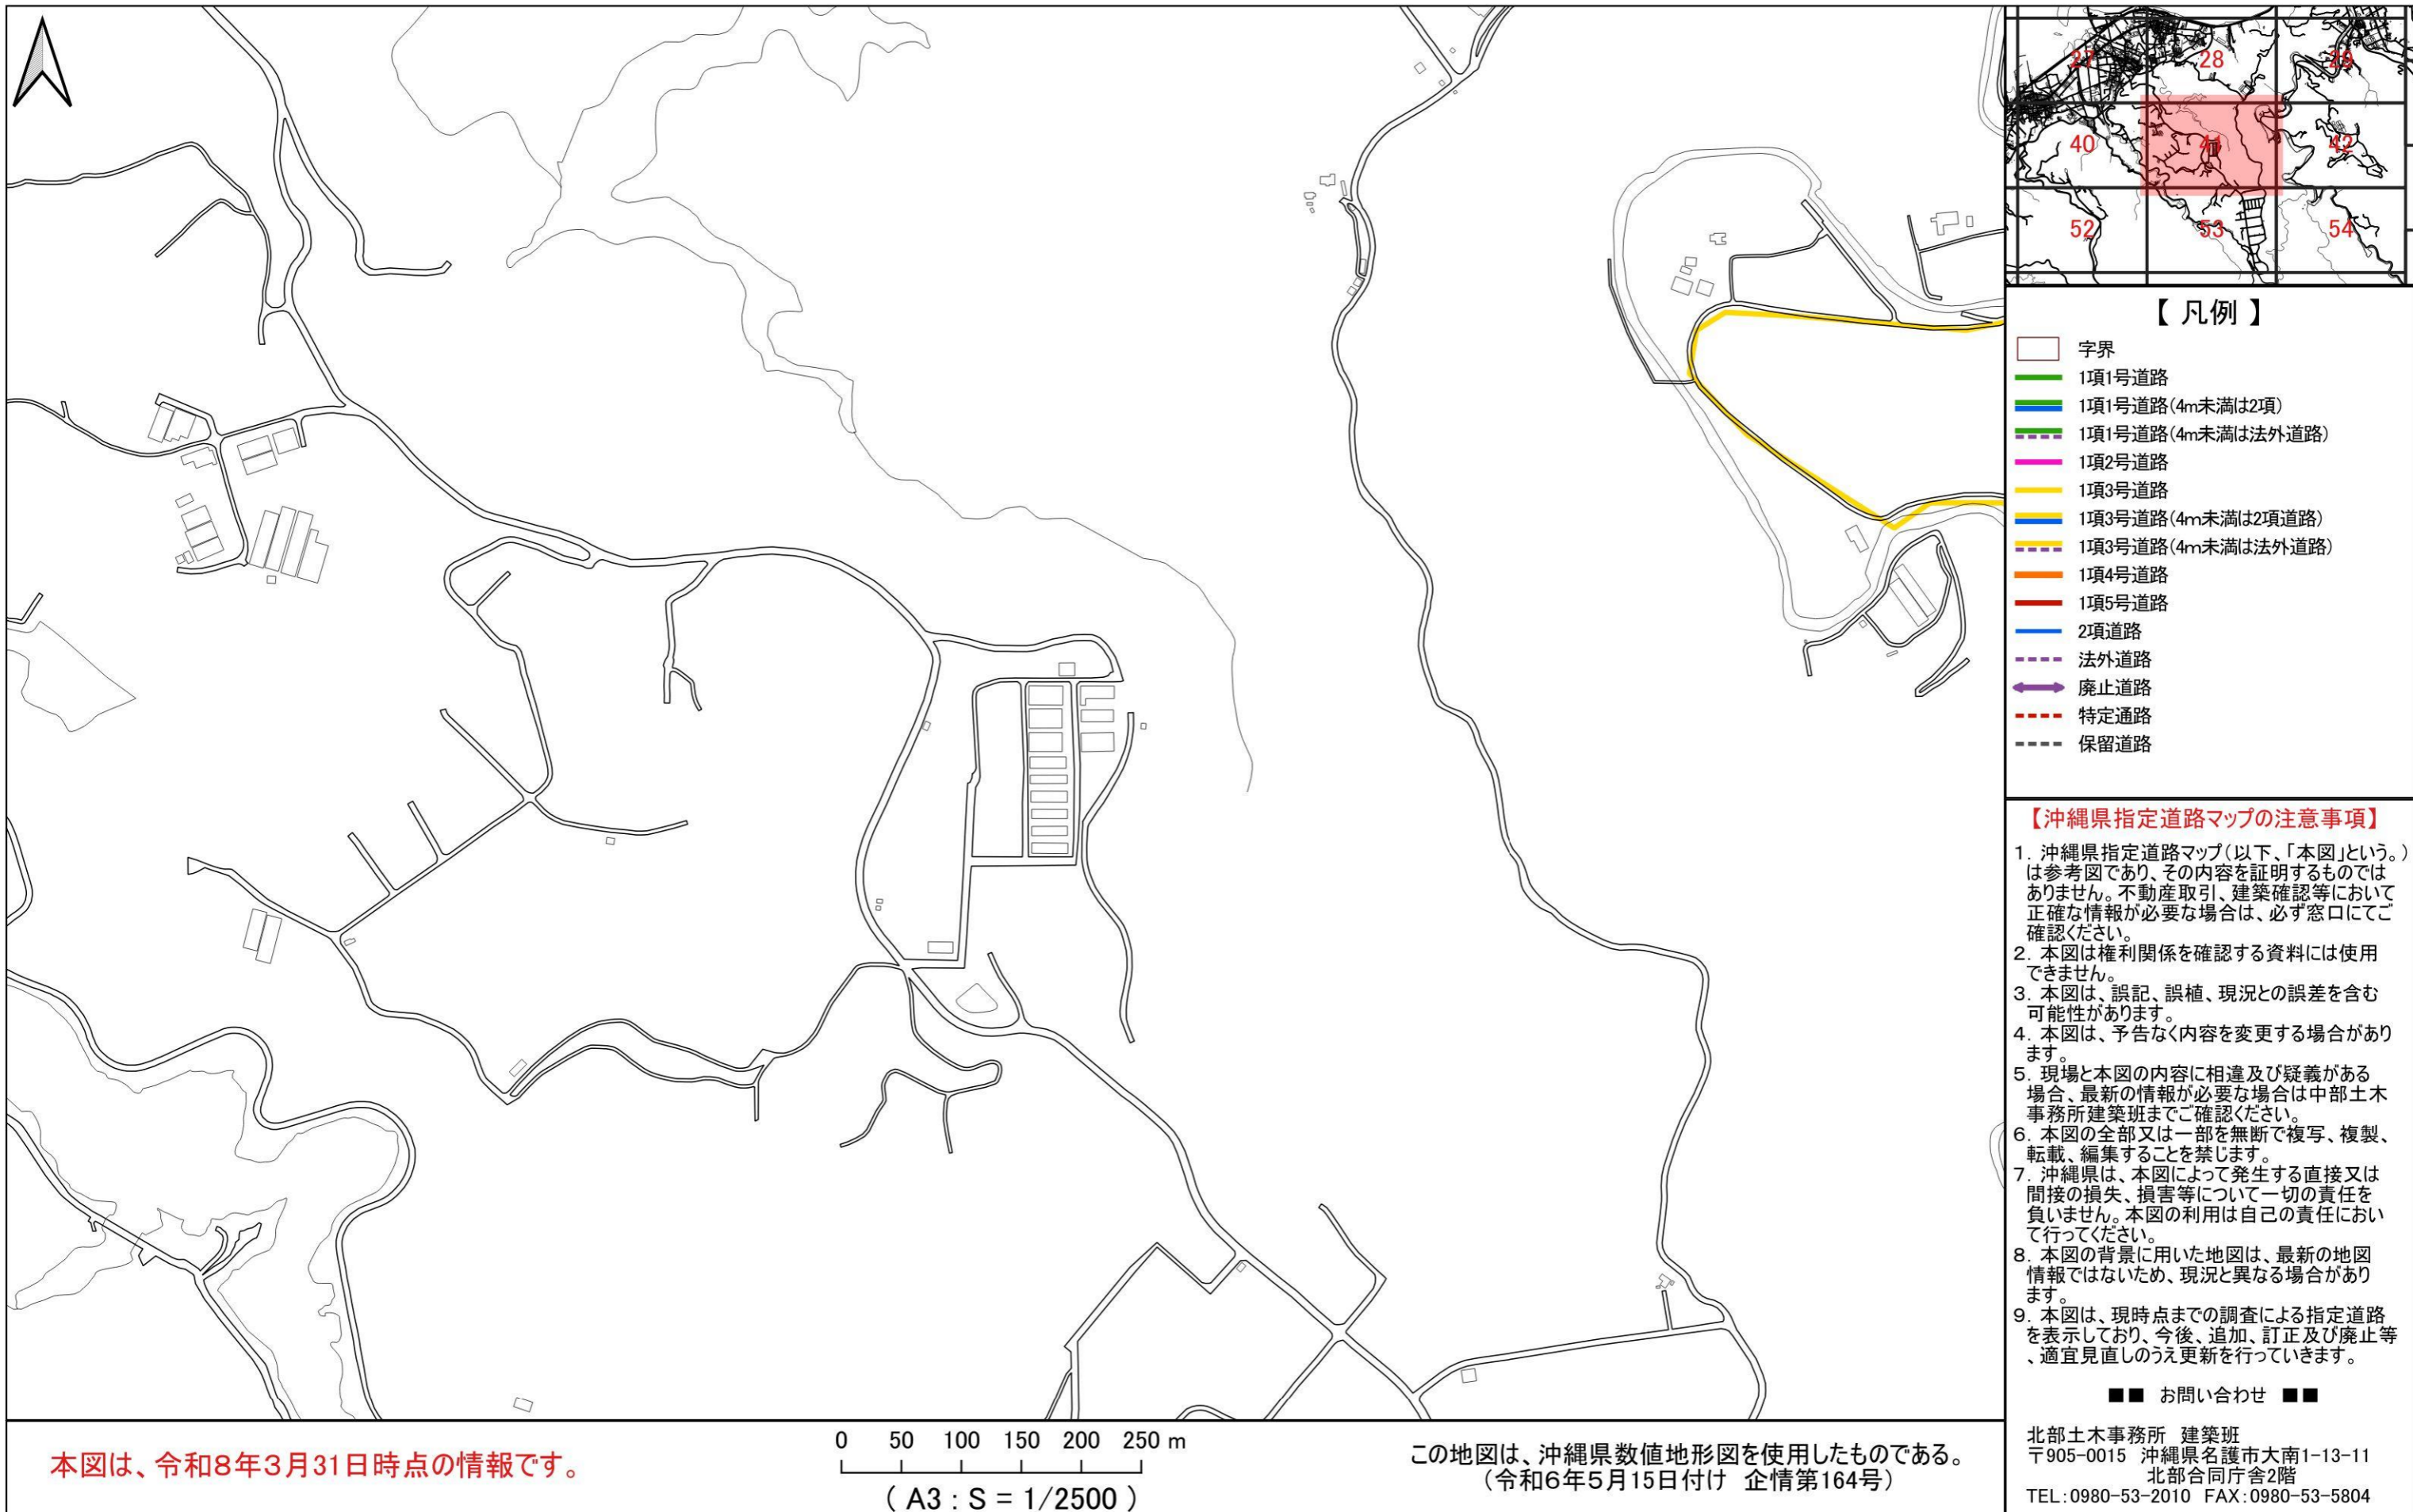 27
28
29
40
41
42
52
53
54
【 凡例 】
字界
1項1号道路
1項1号道路(4m未満は2項)
1項1号道路(4m未満は法外道路)
1項2号道路
1項3号道路
1項3号道路(4m未満は2項道路)
1項3号道路(4m未満は法外道路)
1項4号道路
1項5号道路
2項道路
法外道路
廃止道路
特定通路
保留道路
【沖縄県指定道路マップの注意事項】
1. 沖縄県指定道路マップ(以下、「本図」という。)
は参考図であり、その内容を証明するものでは
ありません。不動産取引、建築確認等において
正確な情報が必要な場合は、必ず窓口にてご
確認ください。
2. 本図は権利関係を確認する資料には使用
できません。
3. 本図は、誤記、誤植、現況との誤差を含む
可能性があります。
4. 本図は、予告なく内容を変更する場合があり
ます。
5. 現場と本図の内容に相違及び疑義がある
場合、最新の情報が必要な場合は中部土木
事務所建築班までご確認ください。
6. 本図の全部又は一部を無断で複写、複製、
転載、編集することを禁じます。
7. 沖縄県は、本図によって発生する直接又は
間接の損失、損害等について一切の責任を
負いません。本図の利用は自己の責任におい
て行ってください。
8. 本図の背景に用いた地図は、最新の地図
情報ではないため、現況と異なる場合があり
ます。
9. 本図は、現時点までの調査による指定道路
を表示しており、今後、追加、訂正及び廃止等
、適宜見直しのうえ更新を行っていきます。
■■ お問い合わせ ■■
北部土木事務所 建築班
〒905-0015 沖縄県名護市大南1-13-11
北部合同庁舎2階
TEL:0980-53-2010 FAX:0980-53-5804
本図は、令和8年3月31日時点の情報です。
0 50 100 150 200 250 m
( A3 : S = 1/2500 )
この地図は、沖縄県数値地形図を使用したものである。
(令和6年5月15日付け 企情第164号)